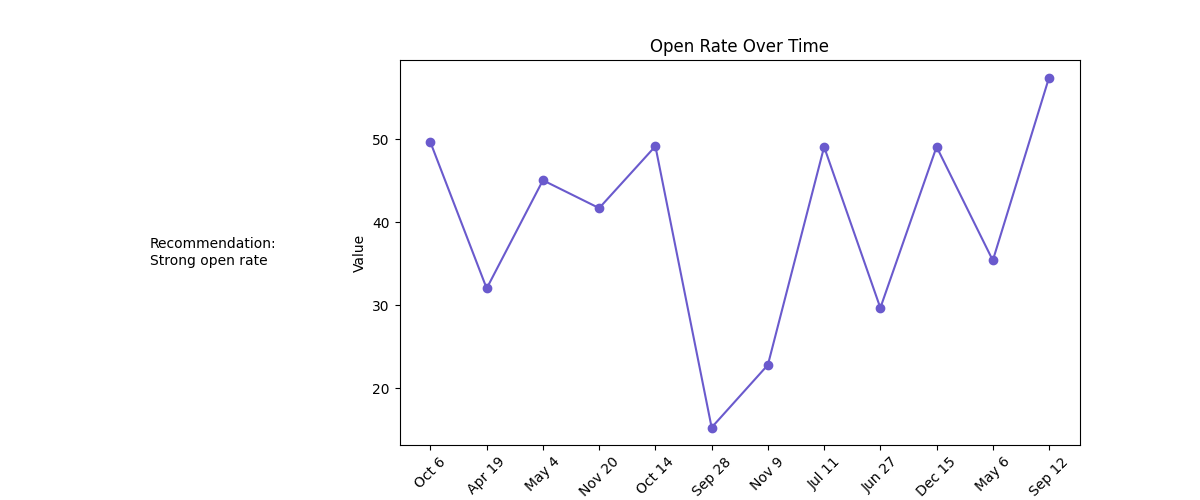 Open Rate Over Time
Recommendation:
Strong open rate
Value
50
40
30
20
Oct 6
Apr 19
May 4
Nov 20
Oct 14
Sep 28
Nov 9
Jul 11
Jun 27
Dec 15
May 6
Sep 12